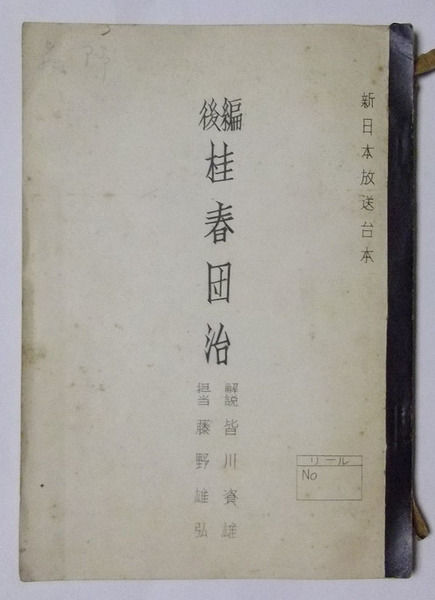 新日本放送台本
後編
桂春団治
解説 皆川資雄
担当 藤野雄弘
リール
No